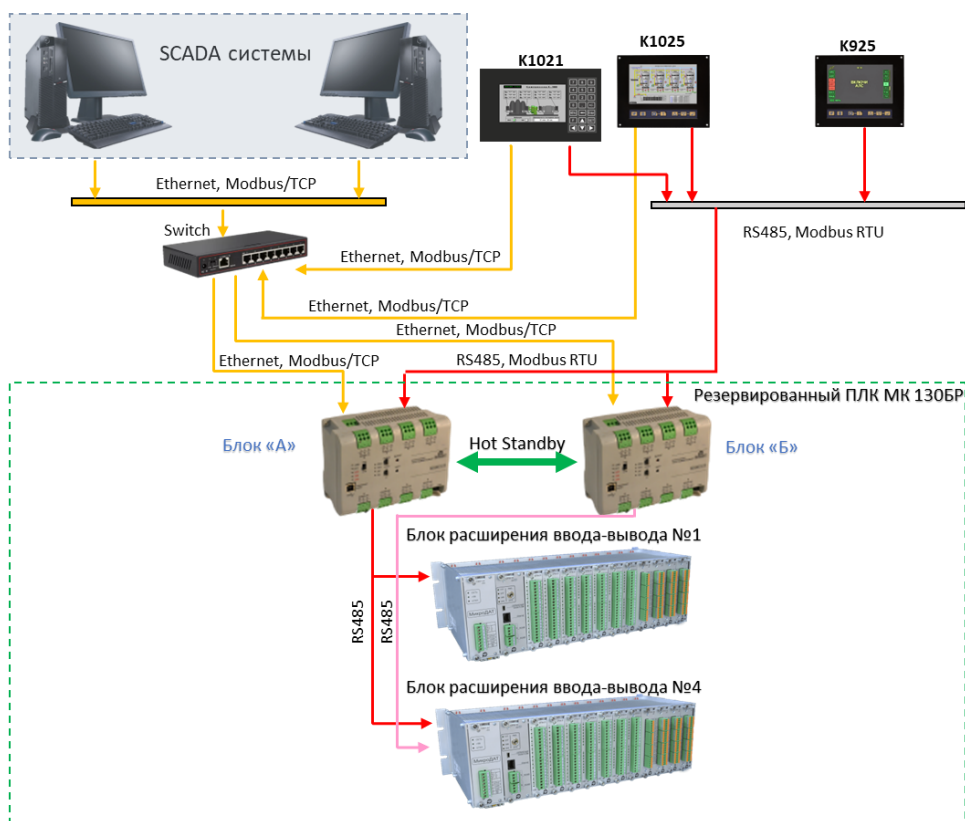 SCADA системы
K1021
K1025
K925
Ethernet, Modbus/TCP
Switch
RS485, Modbus RTU
Ethernet, Modbus/TCP
Ethernet, Modbus/TCP
Ethernet, Modbus/TCP
Ethernet, Modbus/TCP
RS485, Modbus RTU
Резервированный ПЛК МК 130БР
Блок «А»
Hot Standby
Блок «Б»
Блок расширения ввода-вывода №1
RS485
RS485
Блок расширения ввода-вывода №4